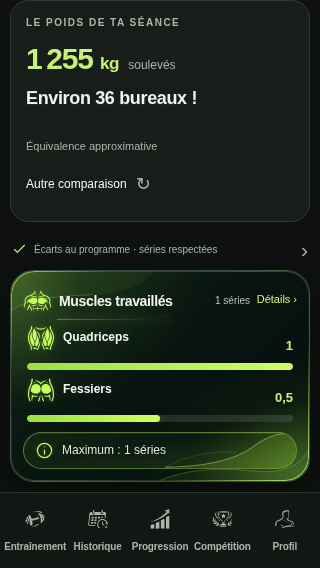 LE POIDS DE TA SÉANCE
1 255 kg soulevés
Environ 36 bureaux !
Équivalence approximative
Autre comparaison ↻
Écarts au programme · séries respectées ›
Muscles travaillés 1 séries Détails ›
Quadriceps 1
Fessiers 0,5
Maximum : 1 séries
Entraînement Historique Progression Compétition Profil